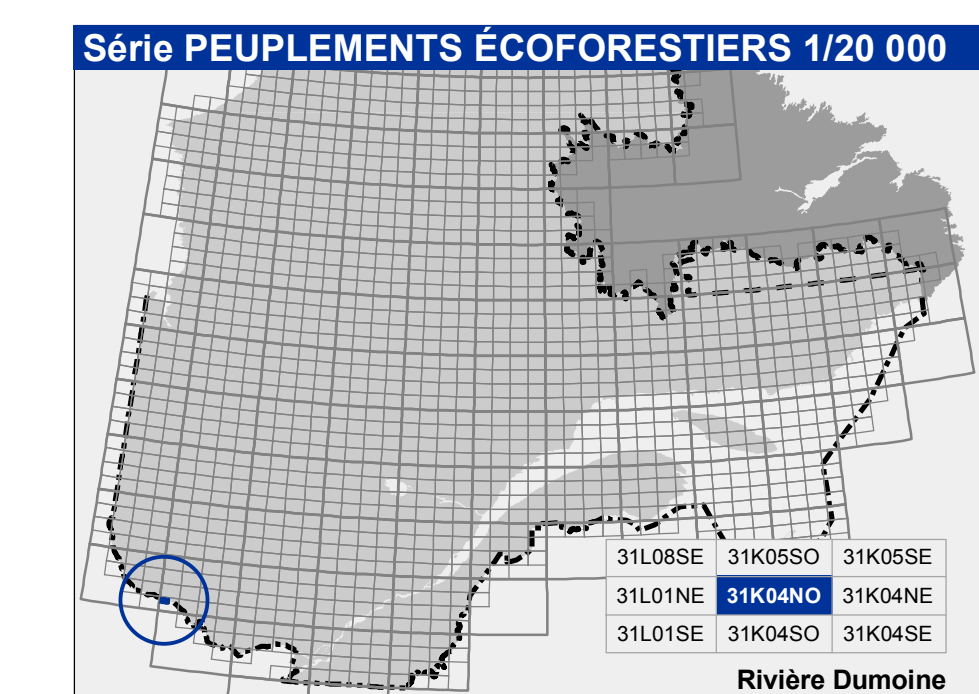 Série PEUPLEMENTS ÉCOFORESTIERS 1/20 000
31L08SE 31K05SO 31K05SE
31L01NE 31K04NO 31K04NE
31L01SE 31K04SO 31K04SE
Rivière Dumoine